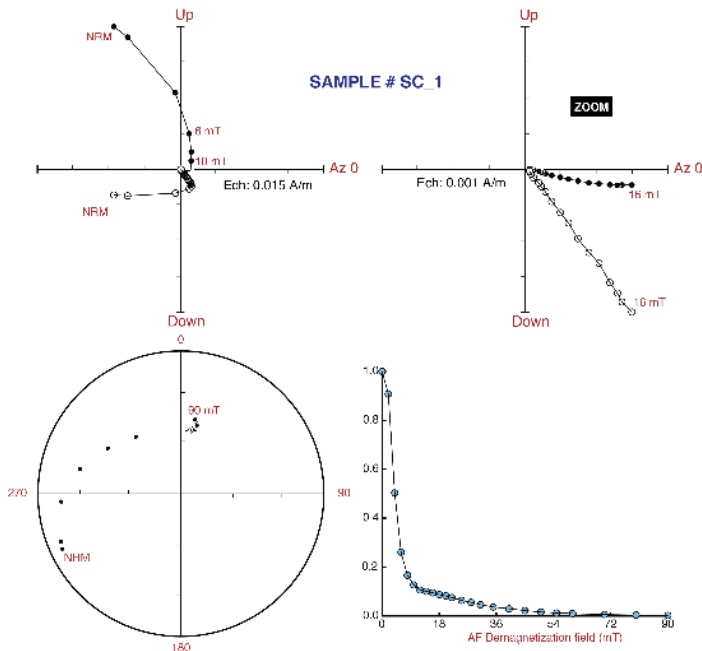 Up
NRM
SAMPLE # SC_1
ZOOM
6 mT
10 mT
Az 0
Ech: 0.015 A/m
NRM
Down
Up
Az 0
Ech: 0.001 A/m
16 mT
16 mT
Down
0
90 mT
270
90
NRM
180
1.0
0.8
0.6
0.4
0.2
0.0
0
18
36
54
72
90
AF Demagnetization field (mT)